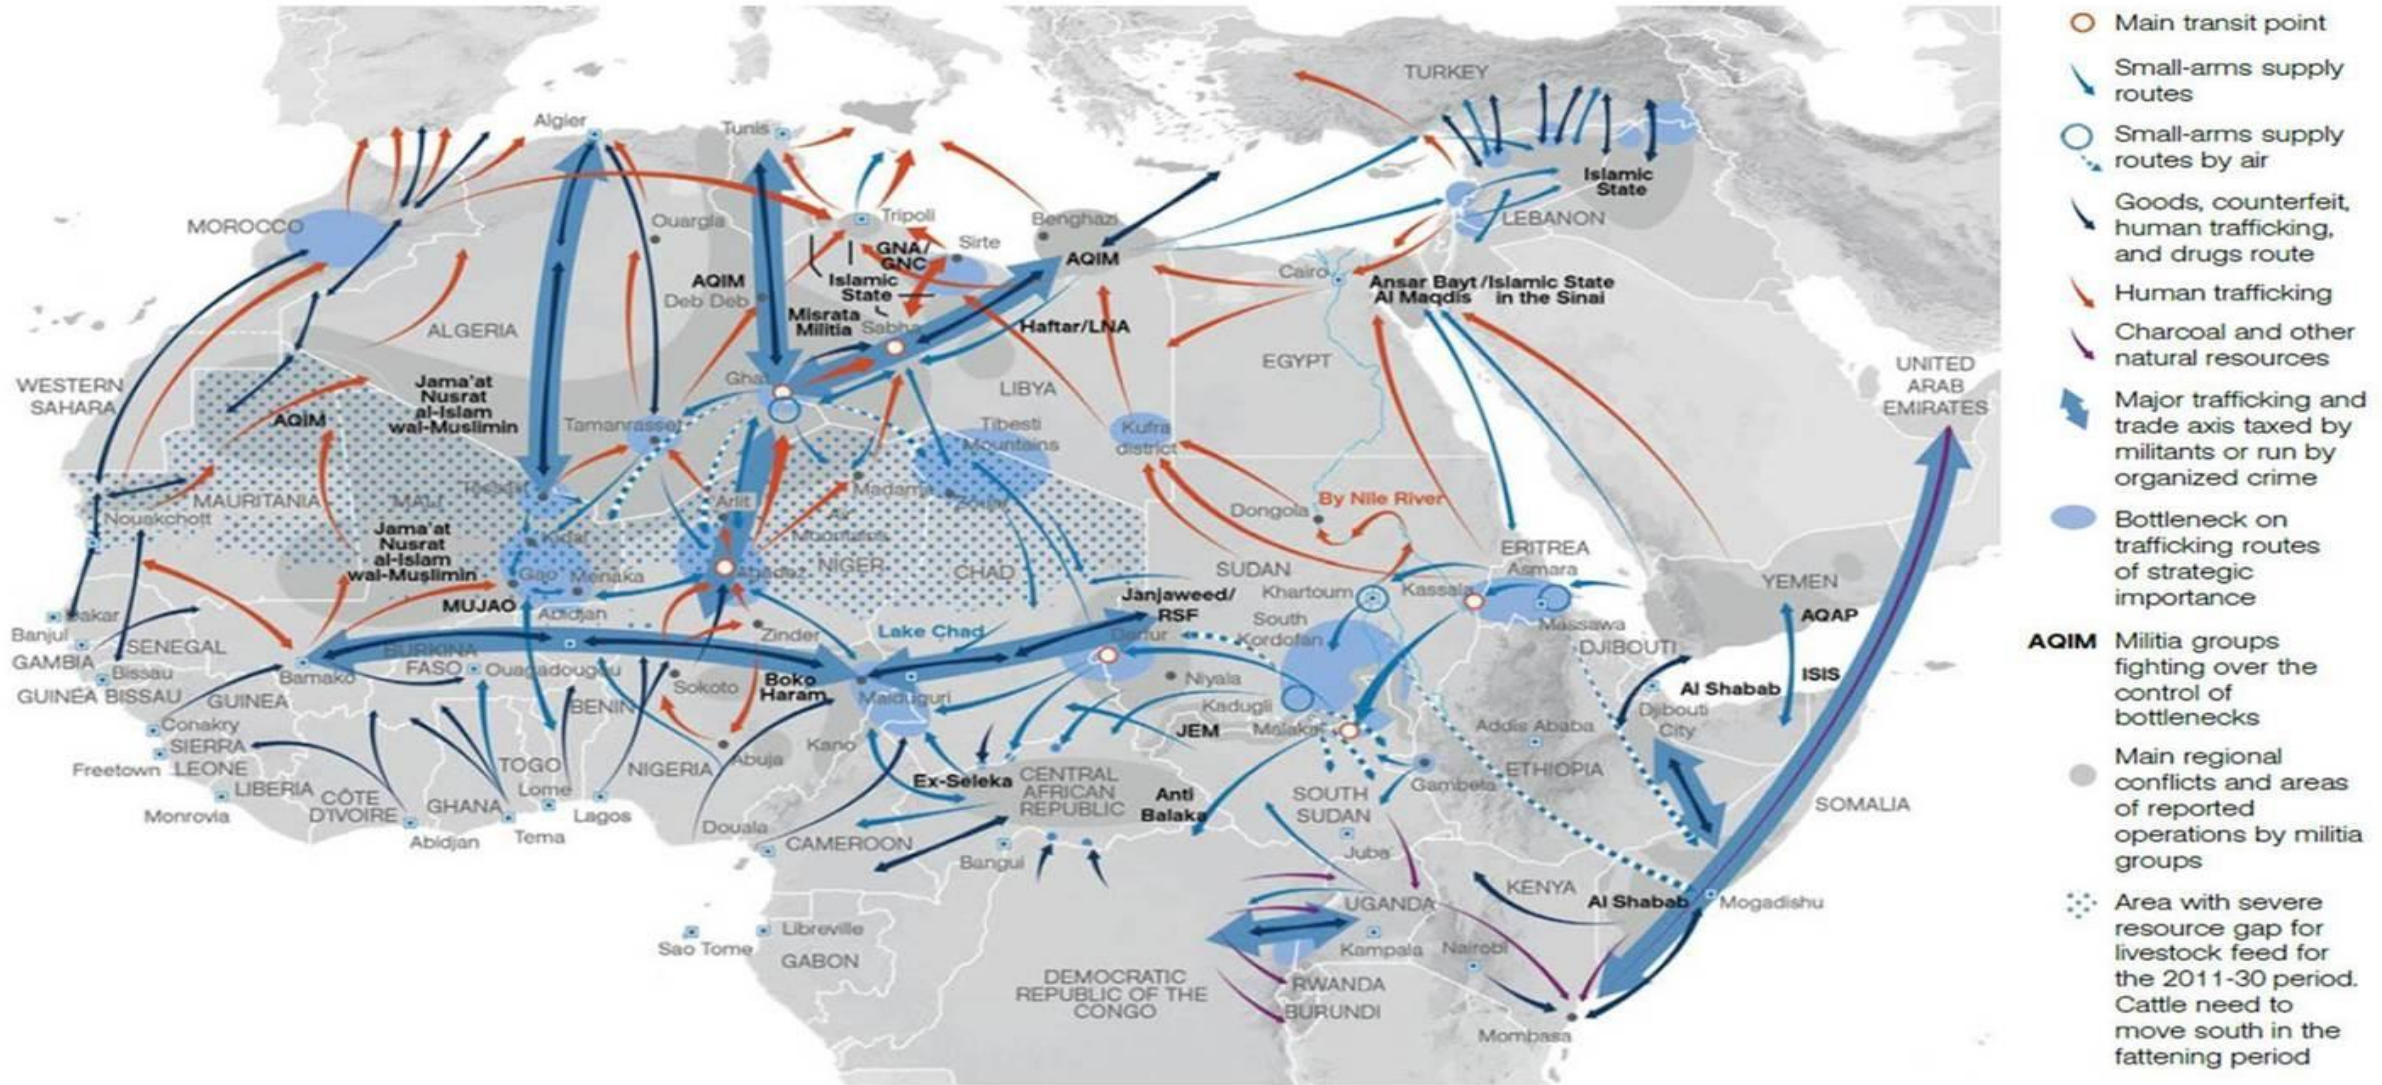 TURKEY
Algier
Tunis
Islamic
State
MOROCCO
Ouargla
Tripoli
Benghazi
LEBANON
GNA/
GNC
Sirte
AQIM
AQIM
Deb Deb
Islamic
State
Cairo
Ansar Bayt
Al Maqdis
/Islamic State
in the Sinai
Misrata
Militia
Sabha
Haftar/LNA
ALGERIA
EGYPT
UNITED
ARAB
EMIRATES
WESTERN
SAHARA
Jama'at
Nusrat
al-Islam
wal-Muslimin
Ghat
LIBYA
AQIM
Tamanrasset
Tibesti
Mountains
Kufra
district
MAURITANIA
MALI
Arlit
Madama
Zouar
By Nile River
Nouakchott
Dongola
Jama'at
Nusrat
al-Islam
wal-Muslimin
Kidal
Air
Mountains
ERITREA
Asmara
Gao
Menaka
Agadez
NIGER
CHAD
SUDAN
YEMEN
MUJAO
Abidjan
Janjaweed/
RSF
Khartoum
Kassala
AQAP
Dakar
Banjul
SENEGAL
Zinder
Lake Chad
Darfur
South
Kordofan
Massawa
GAMBIA
Bissau
BURKINA
FASO
Ouagadougou
DJIBOUTI
GUINEA BISSAU
GUINEA
Bamako
Sokoto
Boko
Haram
Maiduguri
Niyala
Kadugli
Al Shabab
ISIS
Conakry
BENIN
Kano
JEM
Malakal
Addis Ababa
Djibouti
City
SIERRA
LEONE
Freetown
TOGO
NIGERIA
Abuja
Ex-Seleka
CENTRAL
AFRICAN
REPUBLIC
Gambela
ETHIOPIA
LIBERIA
CÔTE
D'IVOIRE
GHANA
Lome
Anti
Balaka
SOUTH
SUDAN
SOMALIA
Monrovia
Abidjan
Tema
Lagos
Douala
CAMEROON
Bangui
Juba
KENYA
Al Shabab
Mogadishu
UGANDA
Libreville
Sao Tome
GABON
Kampala
Nairobi
DEMOCRATIC
REPUBLIC OF THE
CONGO
RWANDA
BURUNDI
Mombasa
Main transit point
Small-arms supply
routes
Small-arms supply
routes by air
Goods, counterfeit,
human trafficking,
and drugs route
Human trafficking
Charcoal and other
natural resources
Major trafficking and
trade axis taxed by
militants or run by
organized crime
Bottleneck on
trafficking routes
of strategic
importance
AQIM Militia groups
fighting over the
control of
bottlenecks
Main regional
conflicts and areas
of reported
operations by militia
groups
Area with severe
resource gap for
livestock feed for
the 2011-30 period.
Cattle need to
move south in the
fattening period